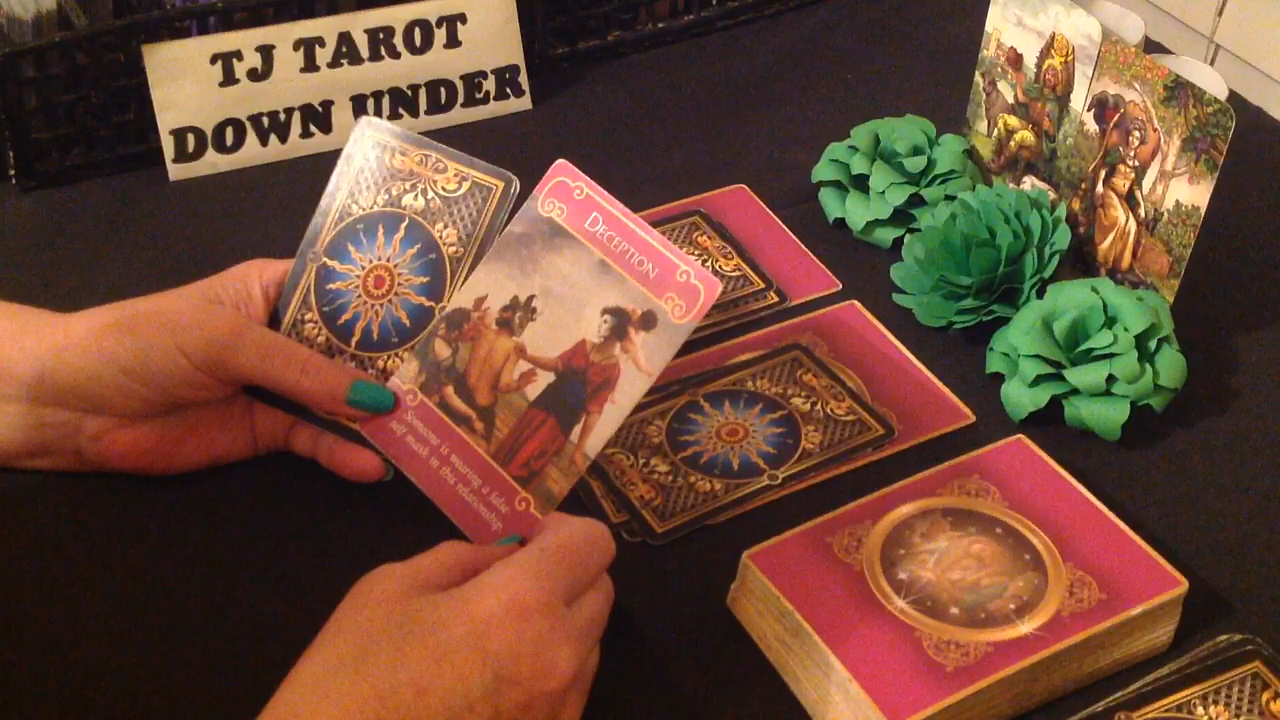 TJ TAROT
DOWN UNDER
DECEPTION
Someone is wearing a false
self mask in this relationship.